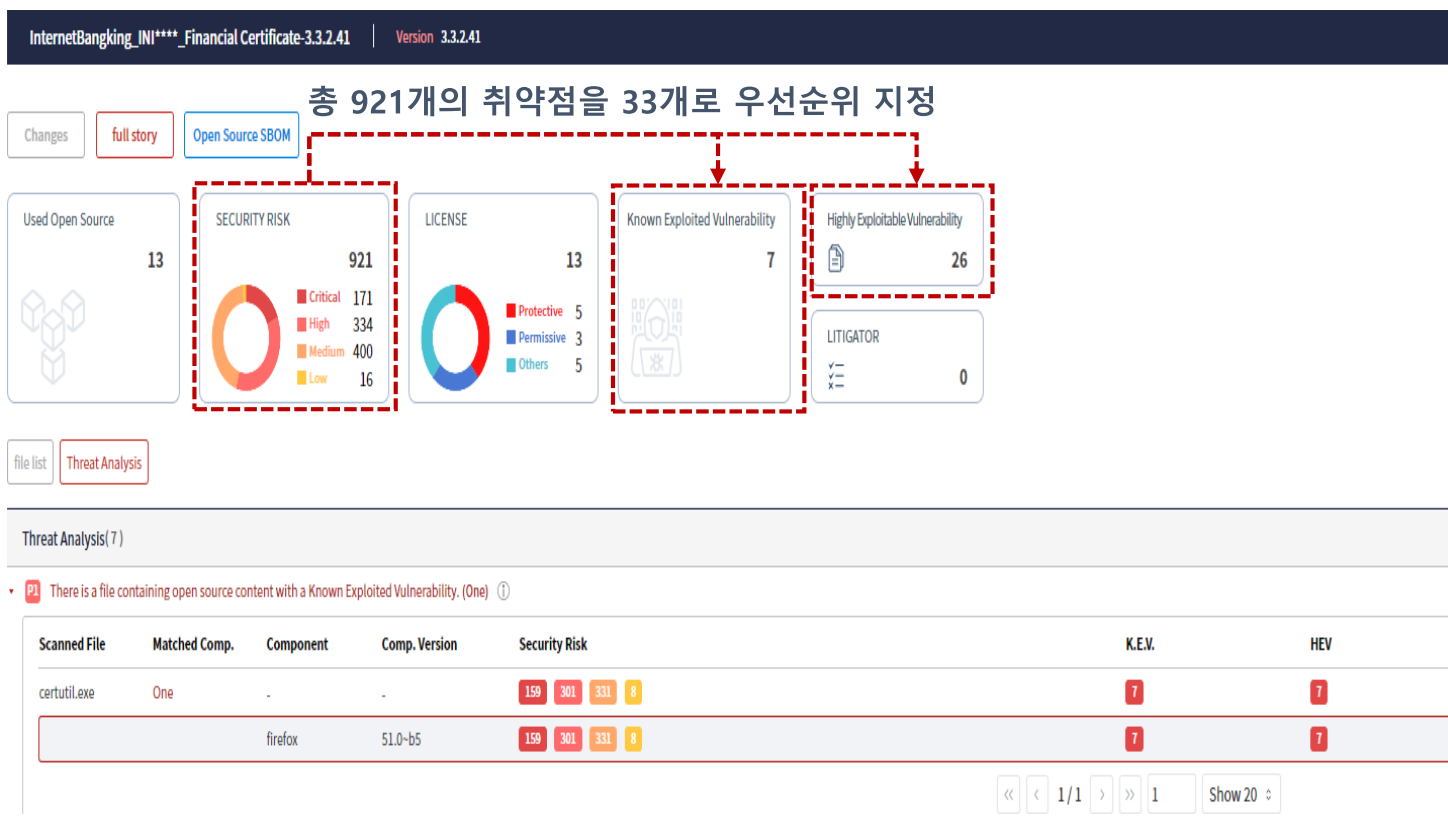 InternetBangking_INI****_Financial Certificate-3.3.2.41 Version 3.3.2.41
총 921개의 취약점을 33개로 우선순위 지정
Changes full story Open Source SBOM
Used Open Source
13
SECURITY RISK
921
Critical 171
High 334
Medium 400
Low 16
LICENSE
13
Protective 5
Permissive 3
Others 5
Known Exploited Vulnerability
7
Highly Exploitable Vulnerability
26
LITIGATOR
0
file list Threat Analysis
Threat Analysis( 7 )
P1 There is a file containing open source content with a Known Exploited Vulnerability. (One)
Scanned File Matched Comp. Component Comp. Version Security Risk K.E.V. HEV
certutil.exe One - - 159 301 331 8 7 7
firefox 51.0~b5 159 301 331 8 7 7
« ‹ 1 / 1 › » 1 Show 20